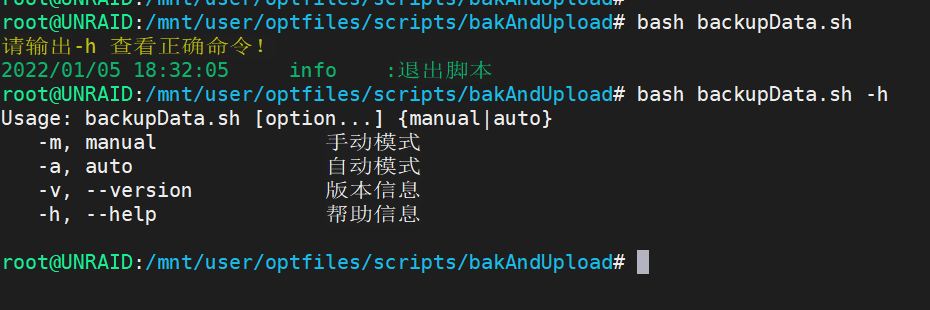 root@UNRAID:/mnt/user/optfiles/scripts/bakAndUpload#
root@UNRAID:/mnt/user/optfiles/scripts/bakAndUpload# bash backupData.sh
请输出-h 查看正确命令!
2022/01/05 18:32:05 info :退出脚本
root@UNRAID:/mnt/user/optfiles/scripts/bakAndUpload# bash backupData.sh -h
Usage: backupData.sh [option...] {manual|auto}
-m, manual 手动模式
-a, auto 自动模式
-v, --version 版本信息
-h, --help 帮助信息
root@UNRAID:/mnt/user/optfiles/scripts/bakAndUpload#